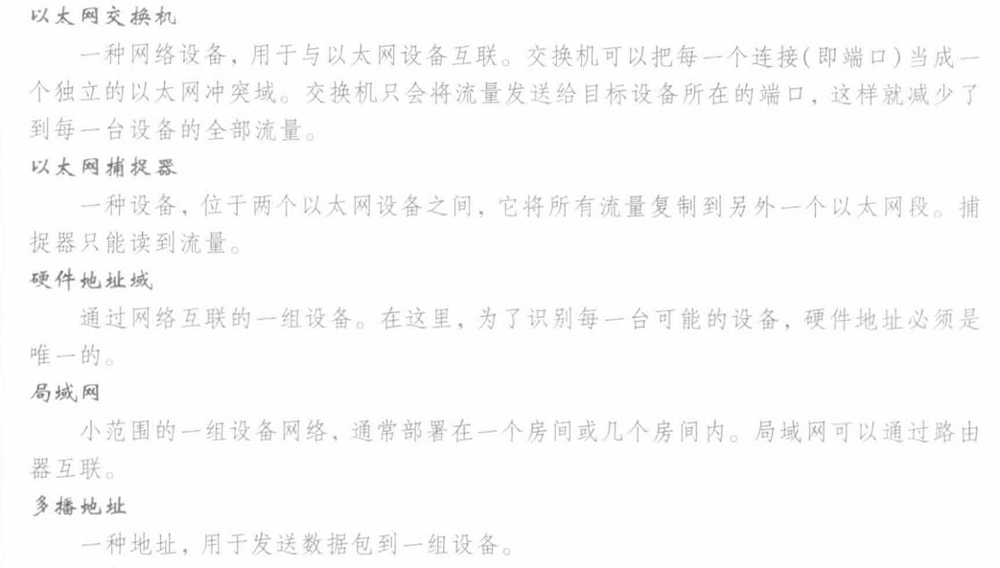 以太网交换机
一种网络设备，用于与以太网设备互联。交换机可以把每一个连接(即端口)当成一
个独立的以太网冲突域。交换机只会将流量发送给目标设备所在的端口，这样就减少了
到每一台设备的全部流量。
以太网捕捉器
一种设备，位于两个以太网设备之间，它将所有流量复制到另外一个以太网段。捕
捉器只能读到流量。
硬件地址域
通过网络互联的一组设备。在这里，为了识别每一台可能的设备，硬件地址必须是
唯一的。
局域网
小范围的一组设备网络，通常部署在一个房间或几个房间内。局域网可以通过路由
器互联。
多播地址
一种地址，用于发送数据包到一组设备。